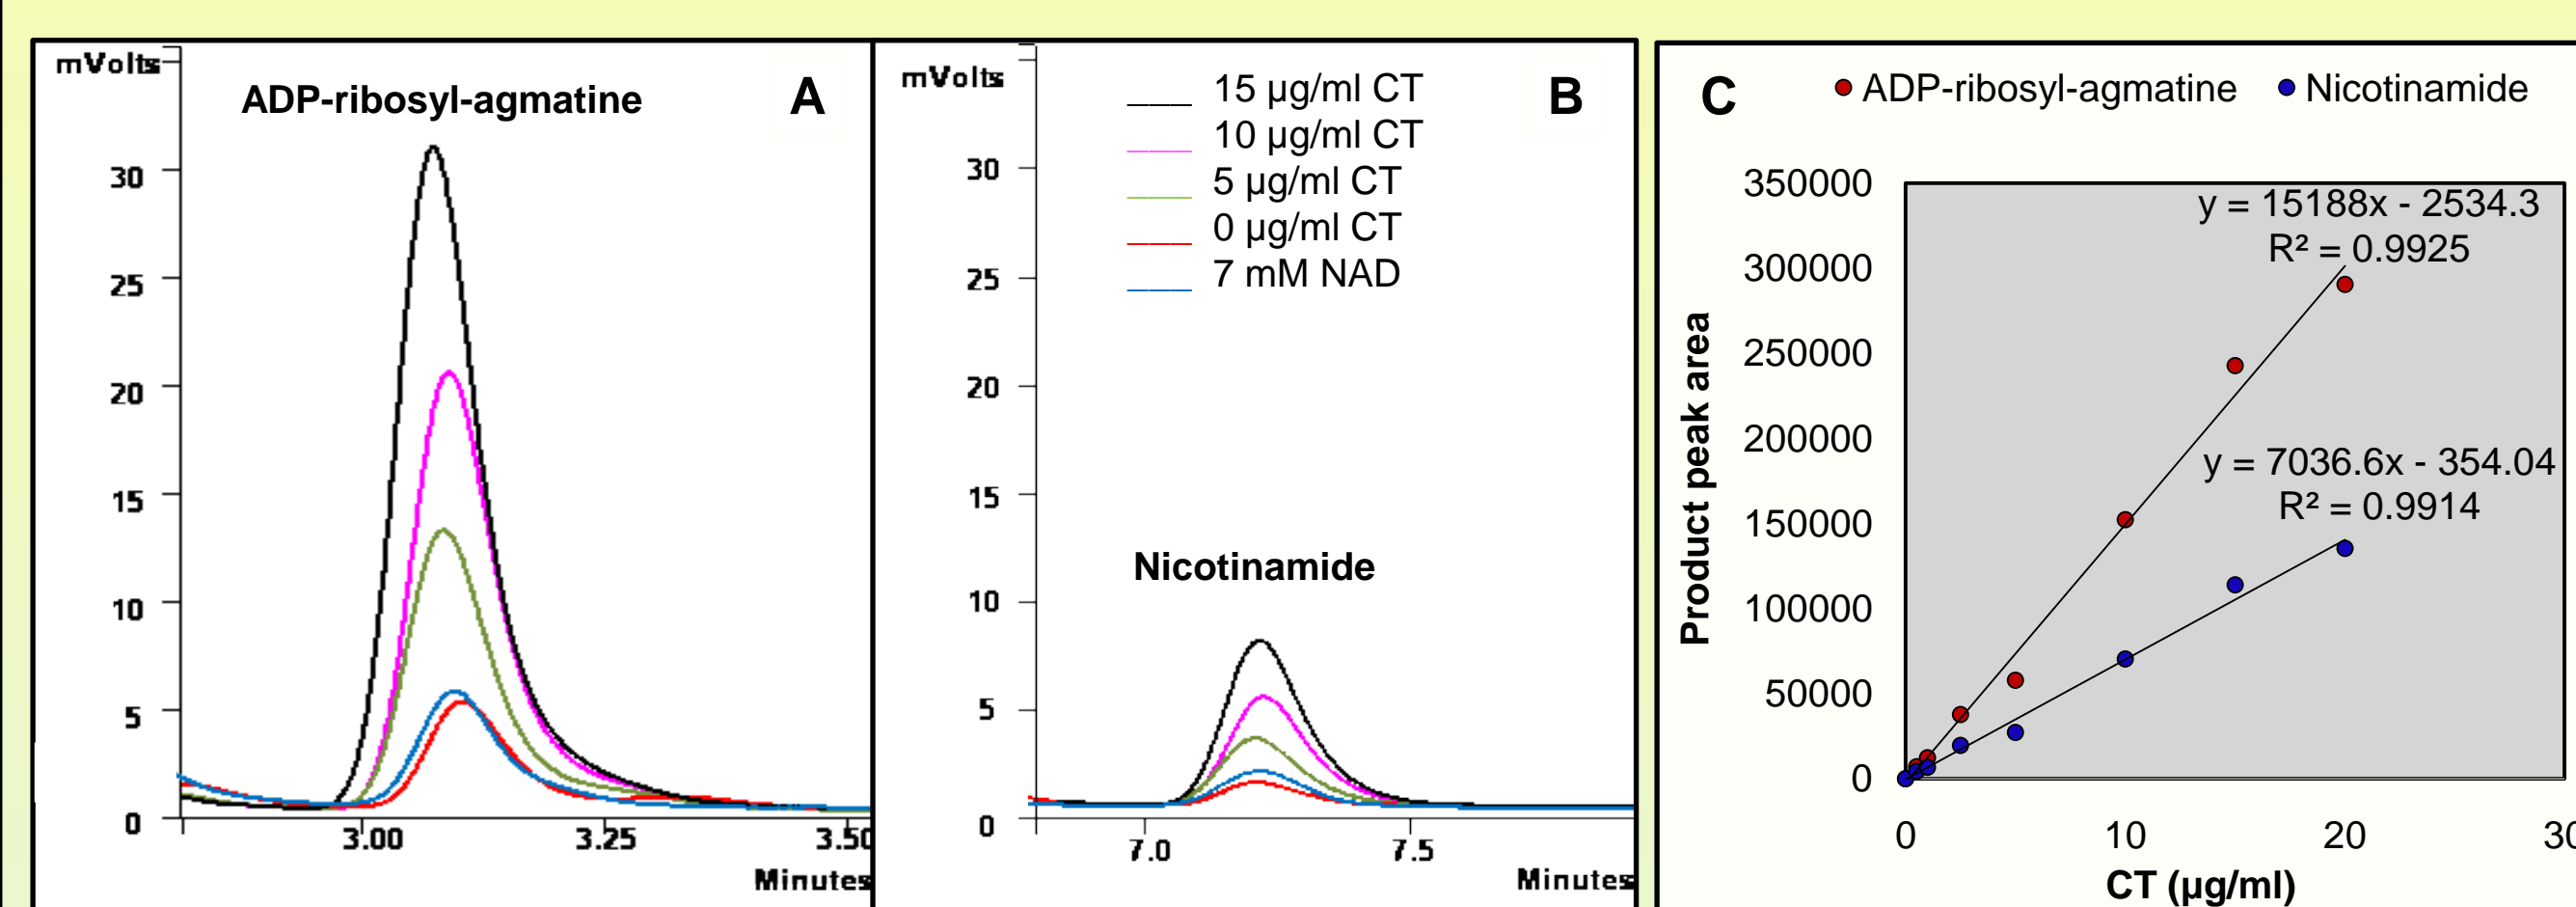 mVolts
ADP-ribosyl-agmatine
A
30
25
20
15
10
5
0
3.00
3.25
3.50
Minutes
mVolts
B
15 µg/ml CT
10 µg/ml CT
5 µg/ml CT
0 µg/ml CT
7 mM NAD
30
25
20
15
10
5
0
Nicotinamide
7.0
7.5
Minutes
C
ADP-ribosyl-agmatine
Nicotinamide
Product peak area
350000
300000
250000
200000
150000
100000
50000
0
y = 15188x - 2534.3
R² = 0.9925
y = 7036.6x - 354.04
R² = 0.9914
0
10
20
30
CT (µg/ml)